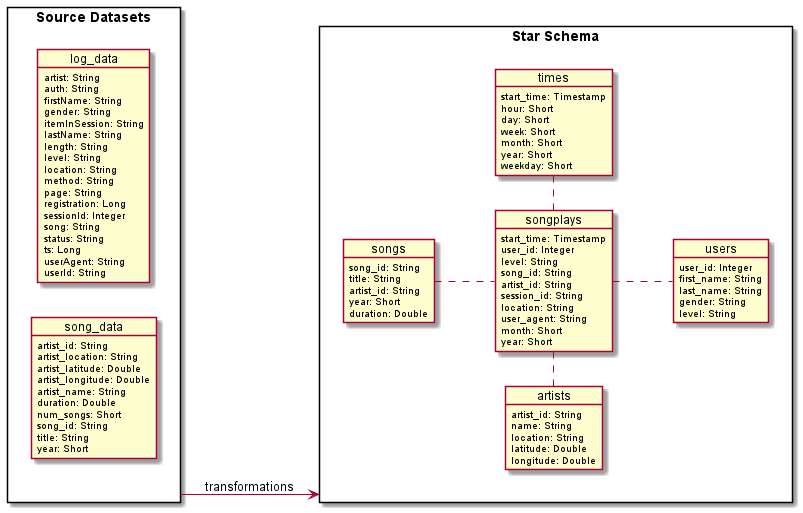 Source Datasets
log_data
artist: String
auth: String
firstName: String
gender: String
itemInSession: String
lastName: String
length: String
level: String
location: String
method: String
page: String
registration: Long
sessionId: Integer
song: String
status: String
ts: Long
userAgent: String
userId: String
song_data
artist_id: String
artist_location: String
artist_latitude: Double
artist_longitude: Double
artist_name: String
duration: Double
num_songs: Short
song_id: String
title: String
year: Short
transformations
Star Schema
times
start_time: Timestamp
hour: Short
day: Short
week: Short
month: Short
year: Short
weekday: Short
songs
song_id: String
title: String
artist_id: String
year: Short
duration: Double
songplays
start_time: Timestamp
user_id: Integer
level: String
song_id: String
artist_id: String
session_id: String
location: String
user_agent: String
month: Short
year: Short
users
user_id: Integer
first_name: String
last_name: String
gender: String
level: String
artists
artist_id: String
name: String
location: String
latitude: Double
longitude: Double